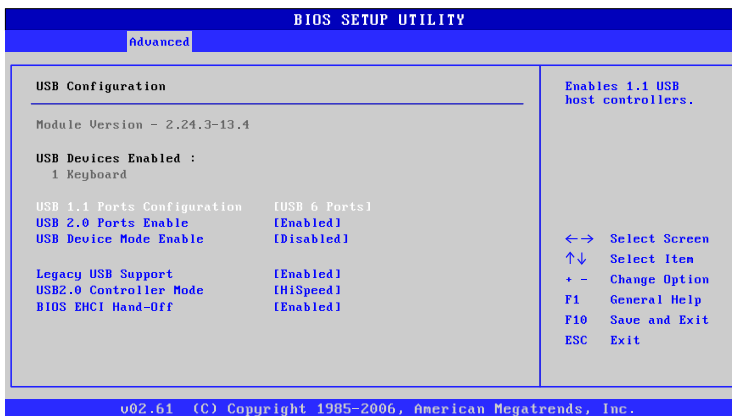 BIOS SETUP UTILITY
Advanced
USB Configuration
Module Version - 2.24.3-13.4
USB Devices Enabled :
1 Keyboard
USB 1.1 Ports Configuration [USB 6 Ports]
USB 2.0 Ports Enable [Enabled]
USB Device Mode Enable [Disabled]
Legacy USB Support [Enabled]
USB2.0 Controller Mode [HiSpeed]
BIOS EHCI Hand-Off [Enabled]
Enables 1.1 USB
host controllers.
←→ Select Screen
↑↓ Select Item
+ - Change Option
F1 General Help
F10 Save and Exit
ESC Exit
v02.61 (C) Copyright 1985-2006, American Megatrends, Inc.